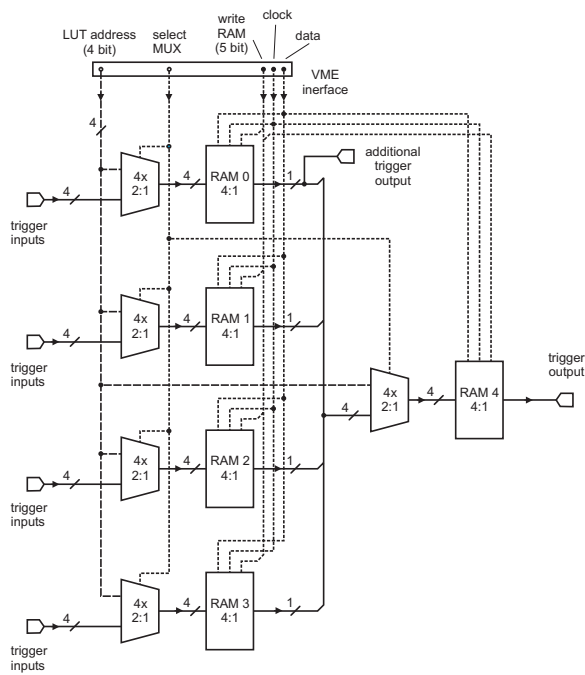 LUT address
(4 bit)
select
MUX
write
RAM
(5 bit)
clock
data
VME
inerface
4
4x
2:1
4
RAM 0
4:1
1
additional
trigger
output
4
trigger
inputs
4x
2:1
4
RAM 1
4:1
1
4
trigger
inputs
4x
2:1
4
RAM 4
4:1
trigger
output
4
4x
2:1
4
RAM 2
4:1
1
4
trigger
inputs
4x
2:1
4
RAM 3
4:1
1
4
trigger
inputs